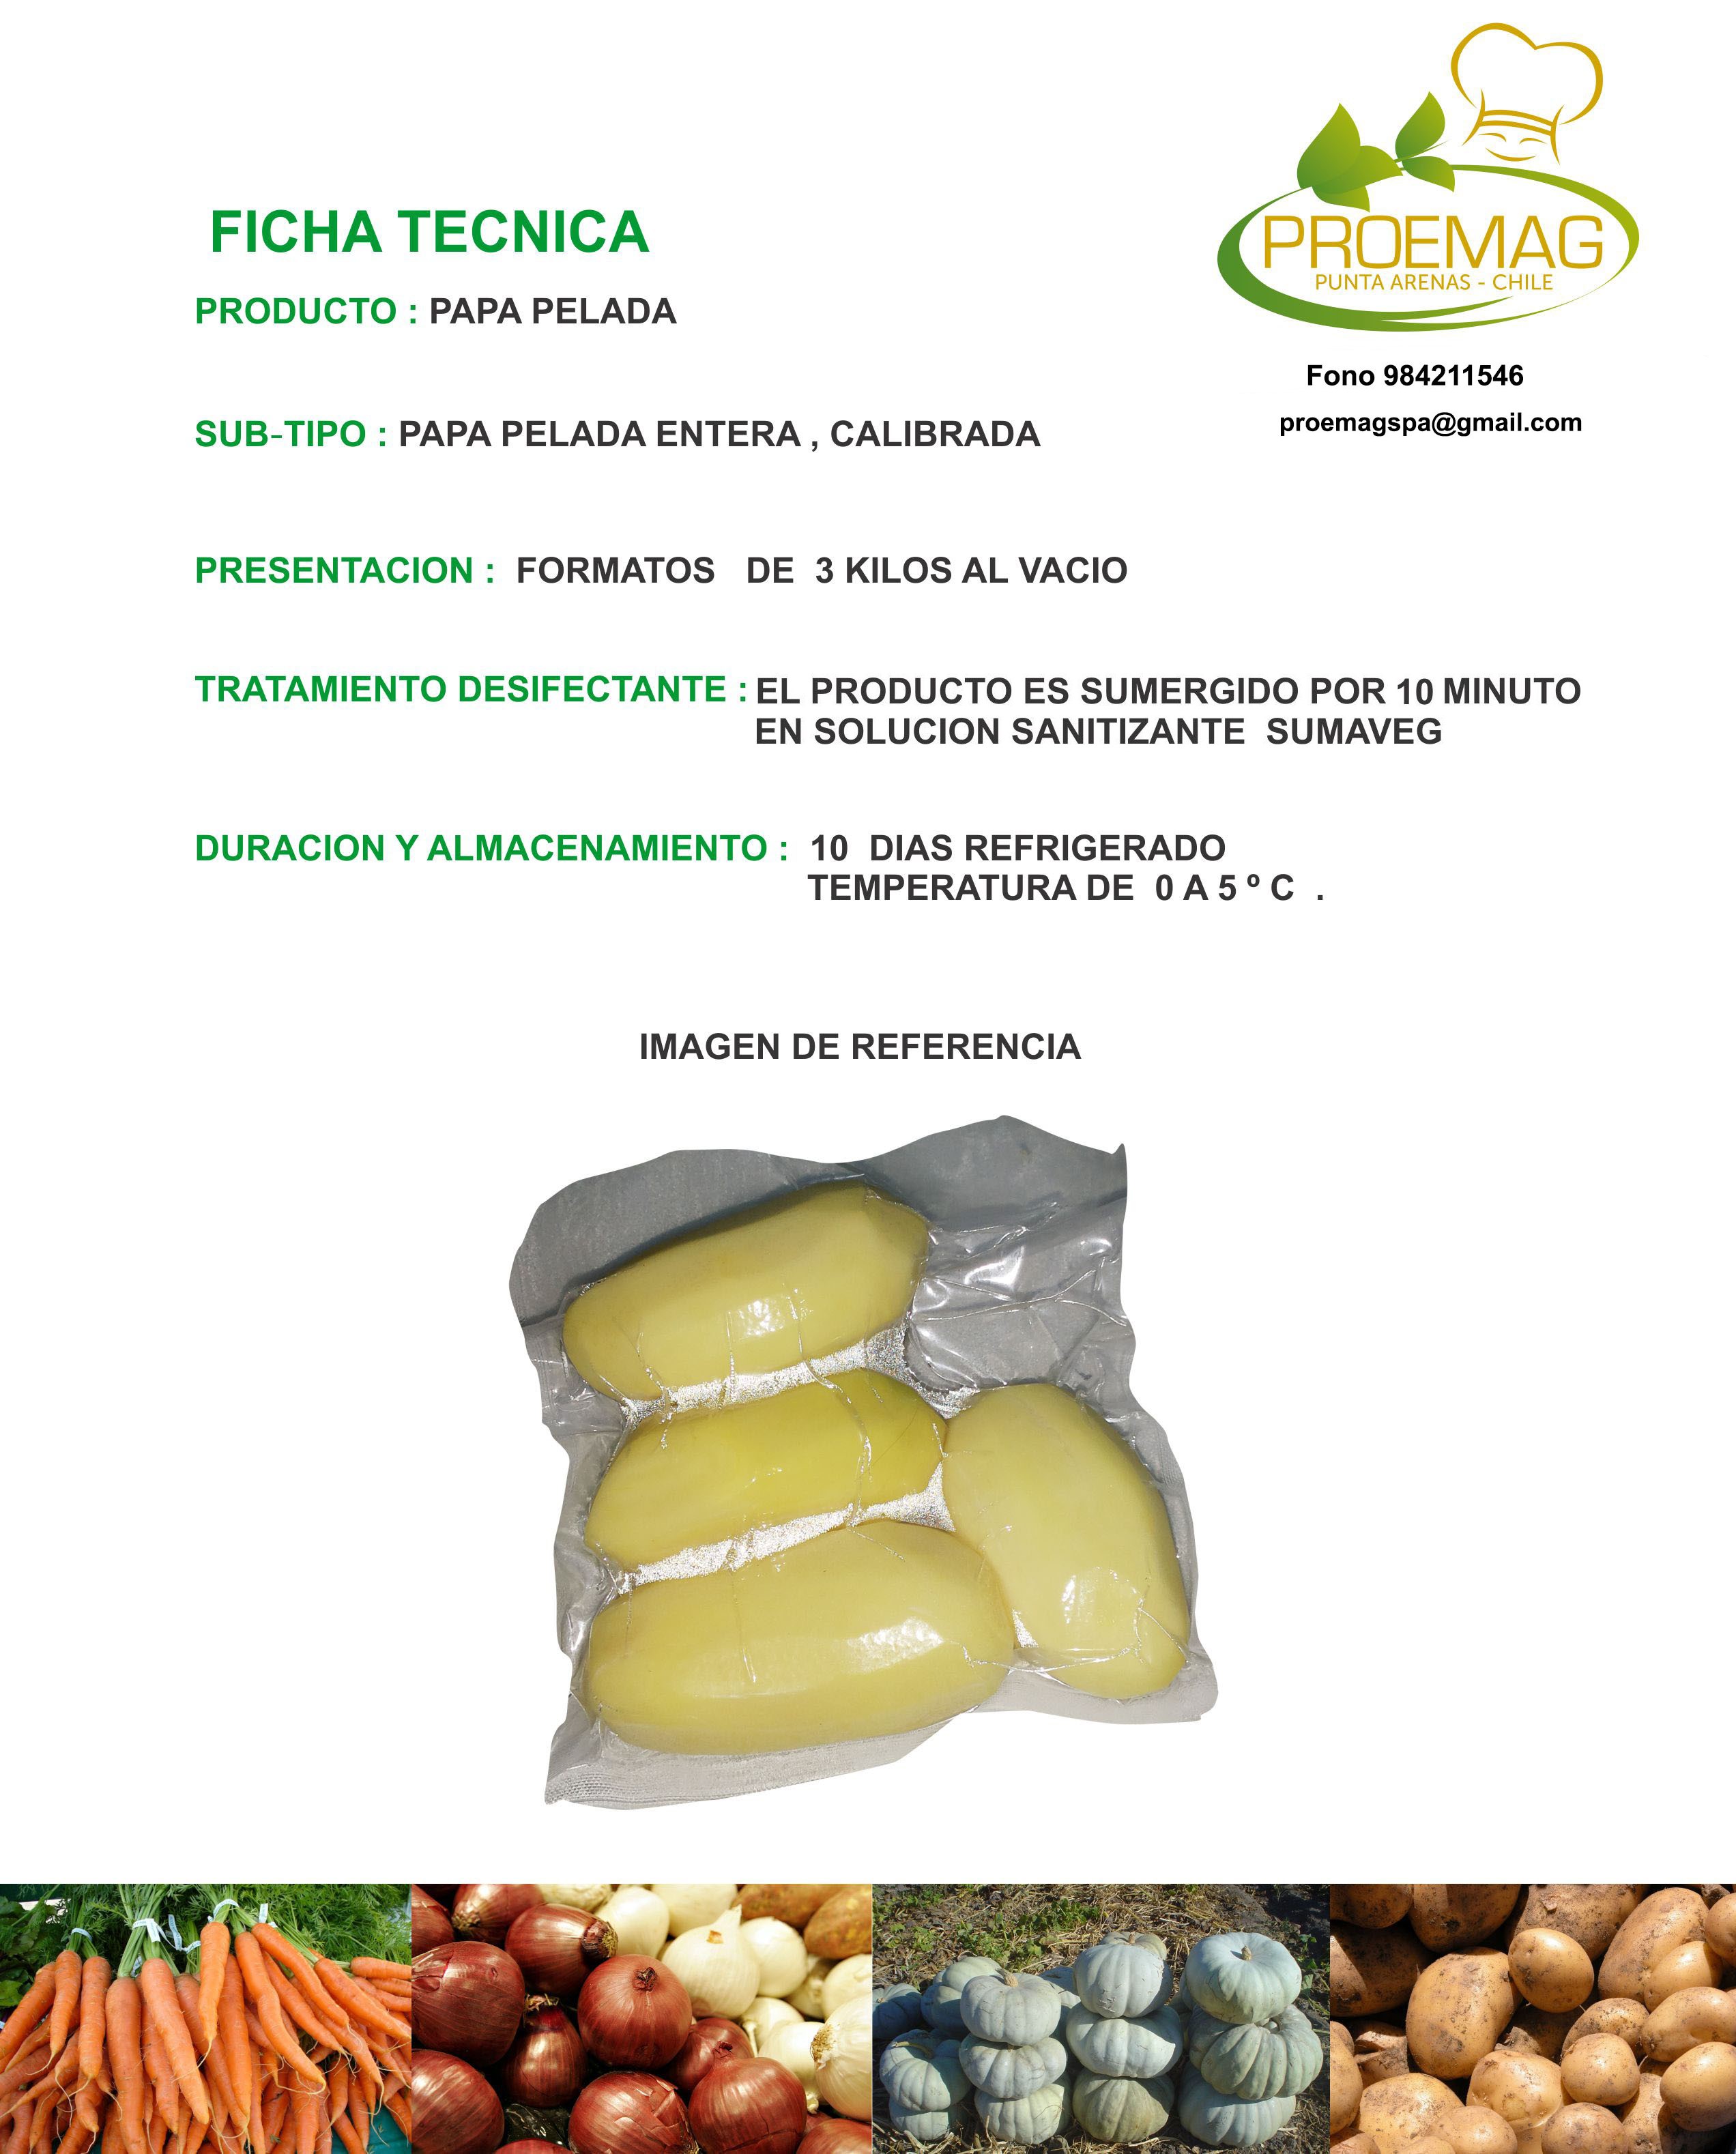 PROEMAG
PUNTA ARENAS - CHILE
FICHA TECNICA
PRODUCTO : PAPA PELADA
Fono 984211546
proemagspa@gmail.com
SUB-TIPO : PAPA PELADA ENTERA , CALIBRADA
PRESENTACION : FORMATOS DE 3 KILOS AL VACIO
TRATAMIENTO DESIFECTANTE : EL PRODUCTO ES SUMERGIDO POR 10 MINUTO
EN SOLUCION SANITIZANTE SUMAVEG
DURACION Y ALMACENAMIENTO : 10 DIAS REFRIGERADO
TEMPERATURA DE 0 A 5 º C .
IMAGEN DE REFERENCIA